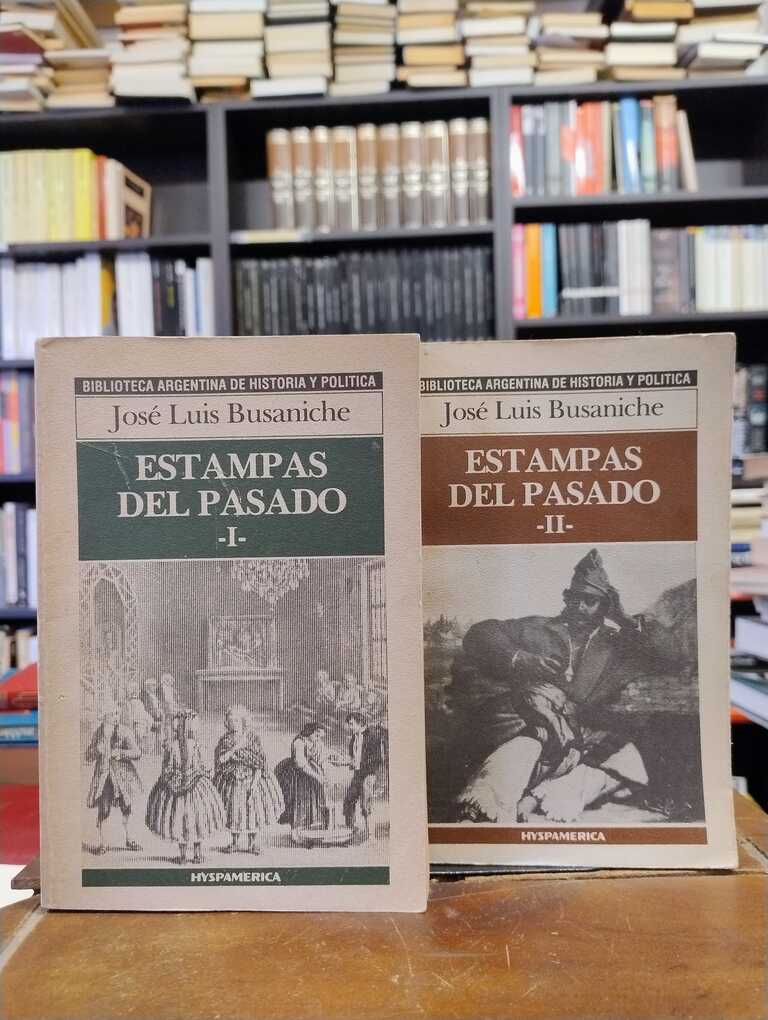 BIBLIOTECA ARGENTINA DE HISTORIA Y POLITICA
José Luis Busaniche
ESTAMPAS
DEL PASADO
-I-
HYSPAMERICA
BIBLIOTECA ARGENTINA DE HISTORIA Y POLITICA
José Luis Busaniche
ESTAMPAS
DEL PASADO
-II-
HYSPAMERICA